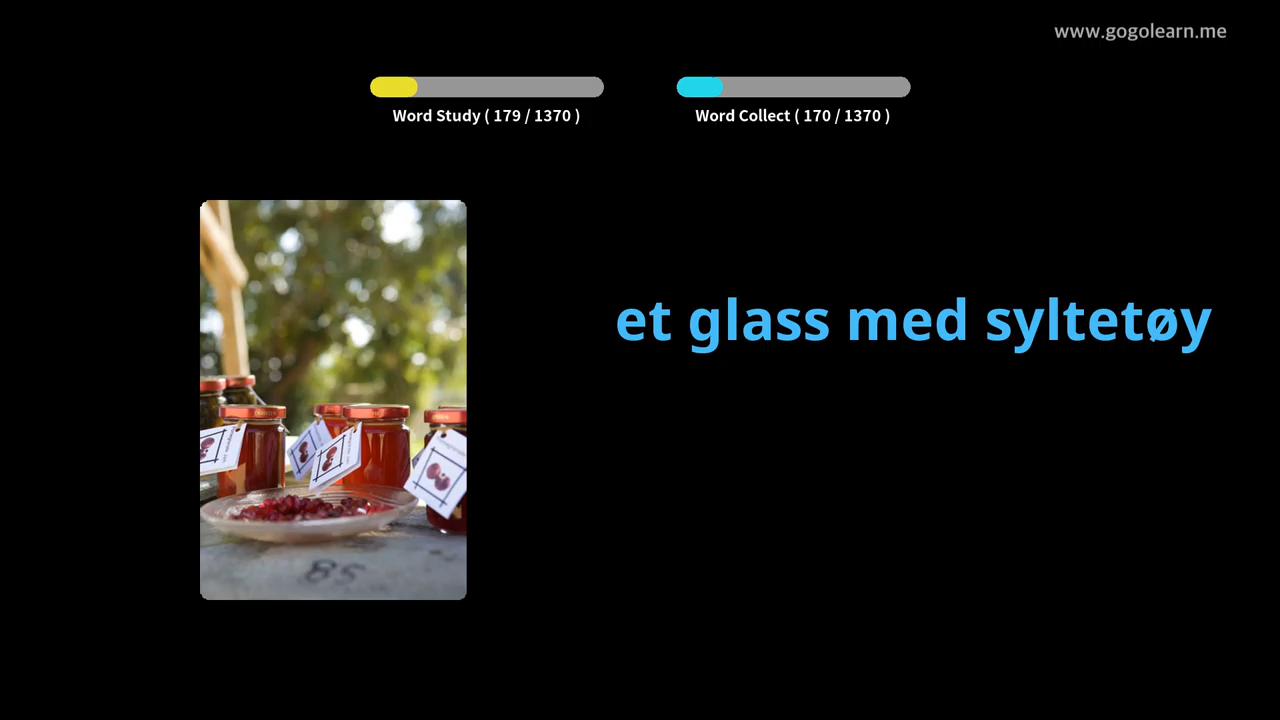 www.gogolearn.me
Word Study ( 179 / 1370 )
Word Collect ( 170 / 1370 )
et glass med syltetøy
85